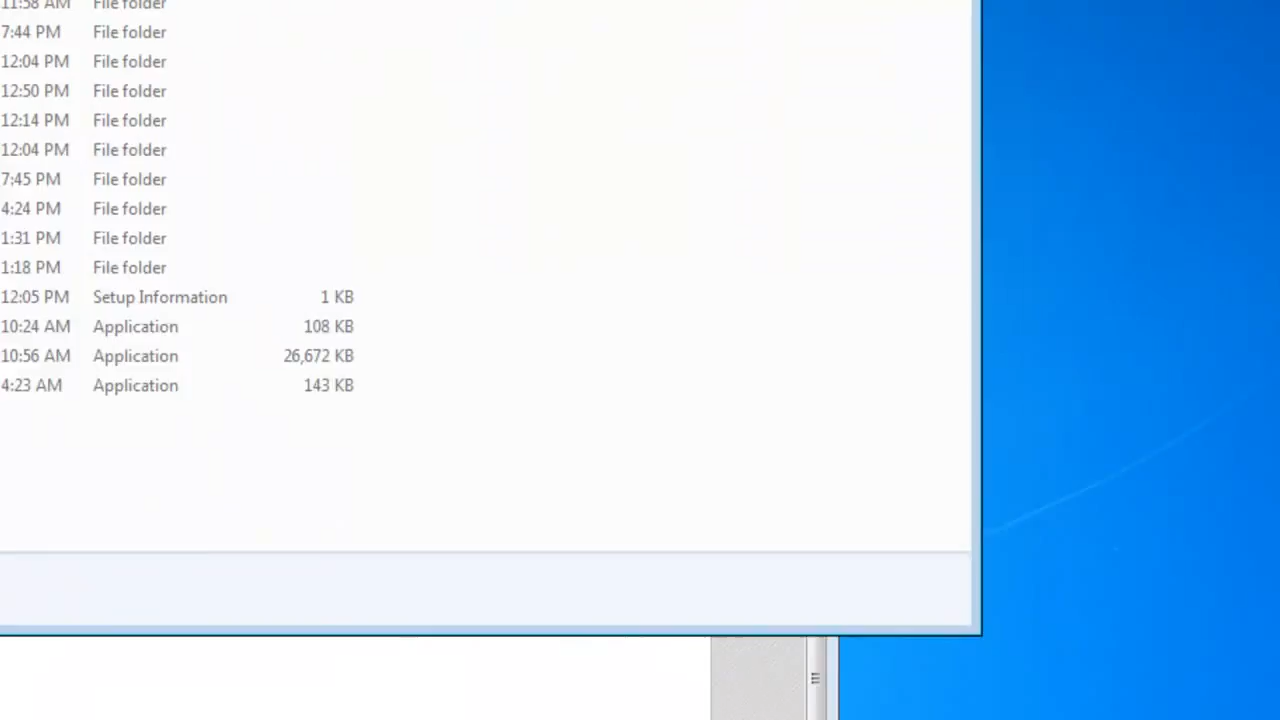 11:58 AM File folder
7:44 PM File folder
12:04 PM File folder
12:50 PM File folder
12:14 PM File folder
12:04 PM File folder
7:45 PM File folder
4:24 PM File folder
1:31 PM File folder
1:18 PM File folder
12:05 PM Setup Information 1 KB
10:24 AM Application 108 KB
10:56 AM Application 26,672 KB
4:23 AM Application 143 KB